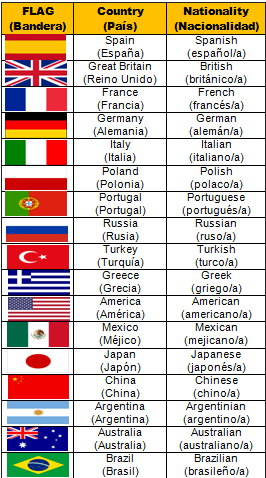 FLAG Country Nationality
(Bandera) (País) (Nacionalidad)
Spain Spanish
(España) (español/a)
Great Britain British
(Reino Unido) (británico/a)
France French
(Francia) (francés/a)
Germany German
(Alemania) (alemán/a)
Italy Italian
(Italia) (italiano/a)
Poland Polish
(Polonia) (polaco/a)
Portugal Portuguese
(Portugal) (portugués/a)
Russia Russian
(Rusia) (ruso/a)
Turkey Turkish
(Turquía) (turco/a)
Greece Greek
(Grecia) (griego/a)
America American
(América) (americano/a)
Mexico Mexican
(Méjico) (mejicano/a)
Japan Japanese
(Japón) (japonés/a)
China Chinese
(China) (chino/a)
Argentina Argentinian
(Argentina) (argentino/a)
Australia Australian
(Australia) (australiano/a)
Brazil Brazilian
(Brasil) (brasileño/a)